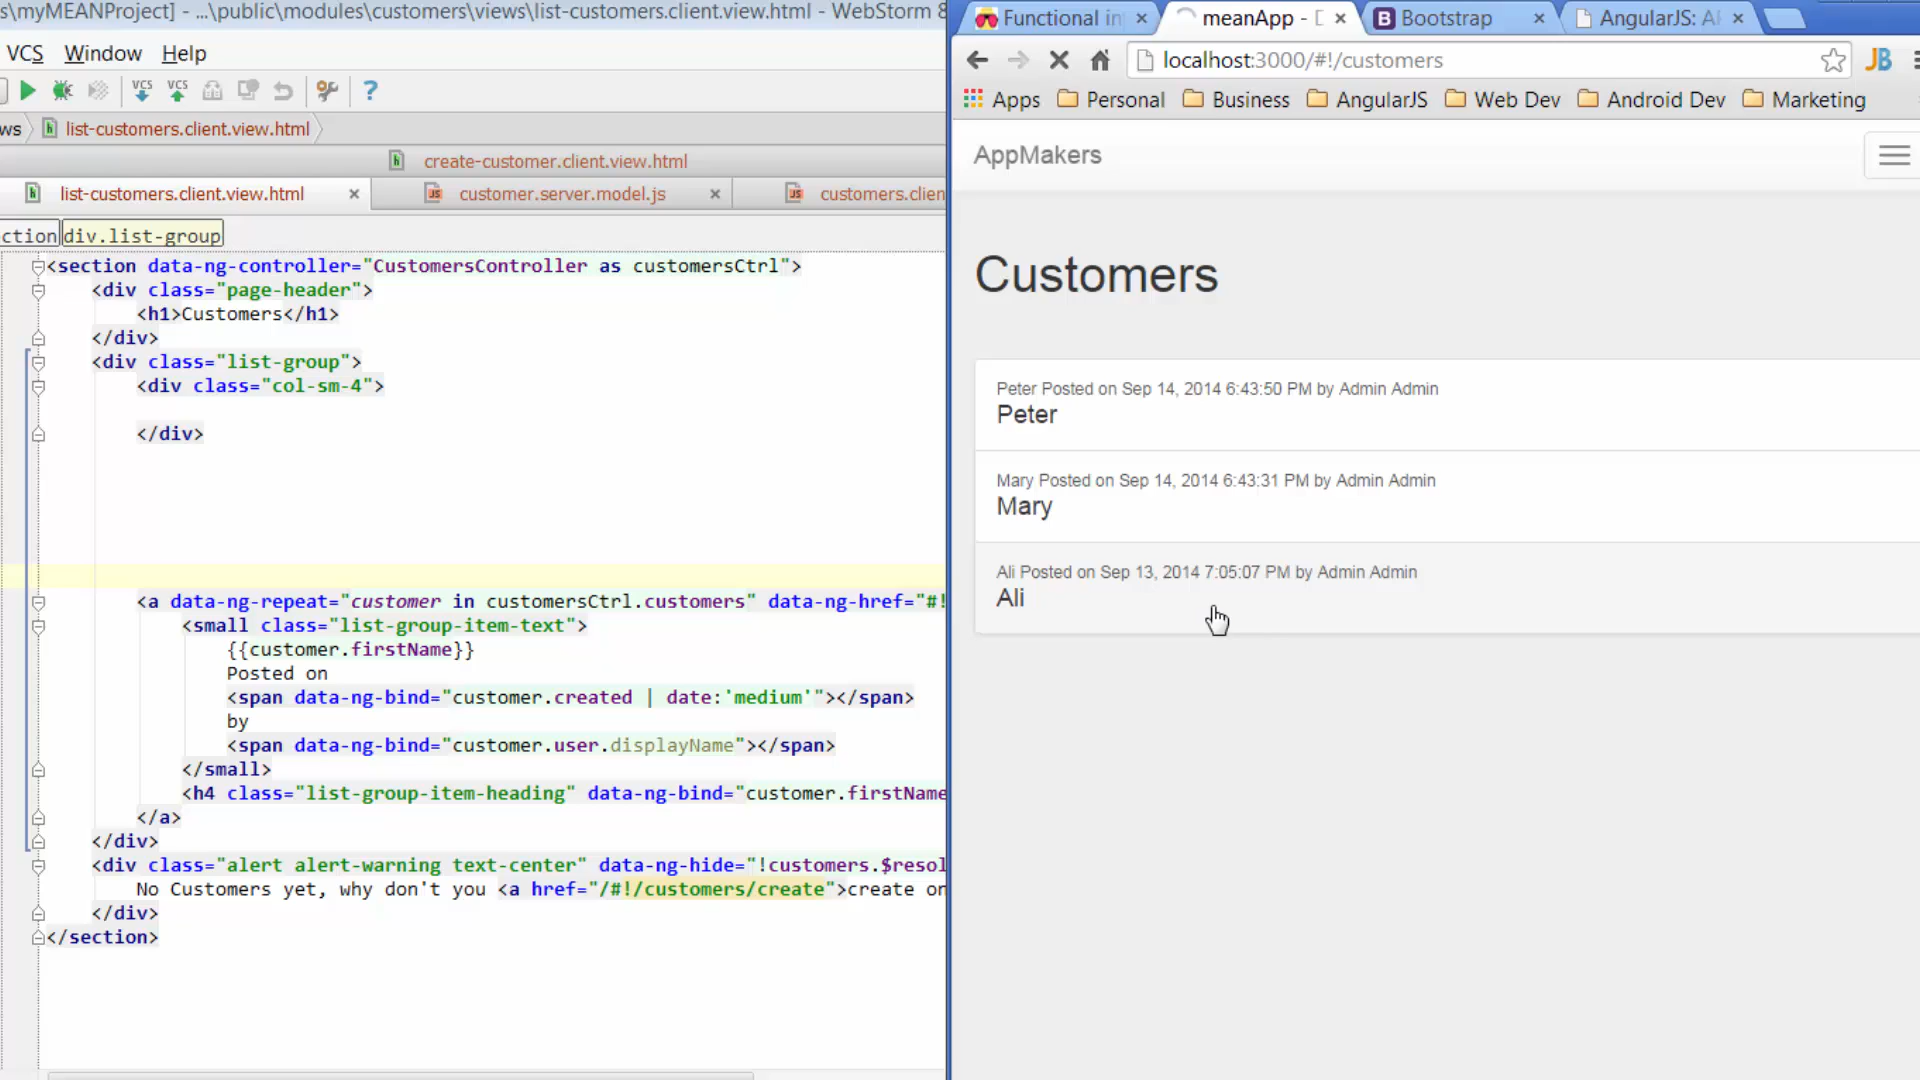 s\myMEANProject] - ...\public\modules\customers\views\list-customers.client.view.html - WebStorm 8
VCS Window Help
ws list-customers.client.view.html
create-customer.client.view.html
list-customers.client.view.html customer.server.model.js customers.clien
ction div.list-group
<section data-ng-controller="CustomersController as customersCtrl">
<div class="page-header">
<h1>Customers</h1>
</div>
<div class="list-group">
<div class="col-sm-4">
</div>
<a data-ng-repeat="customer in customersCtrl.customers" data-ng-href="#!
<small class="list-group-item-text">
{{customer.firstName}}
Posted on
<span data-ng-bind="customer.created | date:'medium'"></span>
by
<span data-ng-bind="customer.user.displayName"></span>
</small>
<h4 class="list-group-item-heading" data-ng-bind="customer.firstName
</a>
</div>
<div class="alert alert-warning text-center" data-ng-hide="!customers.$resol
No Customers yet, why don't you <a href="/#!/customers/create">create on
</div>
</section>
Functional in meanApp - D Bootstrap AngularJS: AP
localhost:3000/#!/customers
Apps Personal Business AngularJS Web Dev Android Dev Marketing
AppMakers
Customers
Peter Posted on Sep 14, 2014 6:43:50 PM by Admin Admin
Peter
Mary Posted on Sep 14, 2014 6:43:31 PM by Admin Admin
Mary
Ali Posted on Sep 13, 2014 7:05:07 PM by Admin Admin
Ali